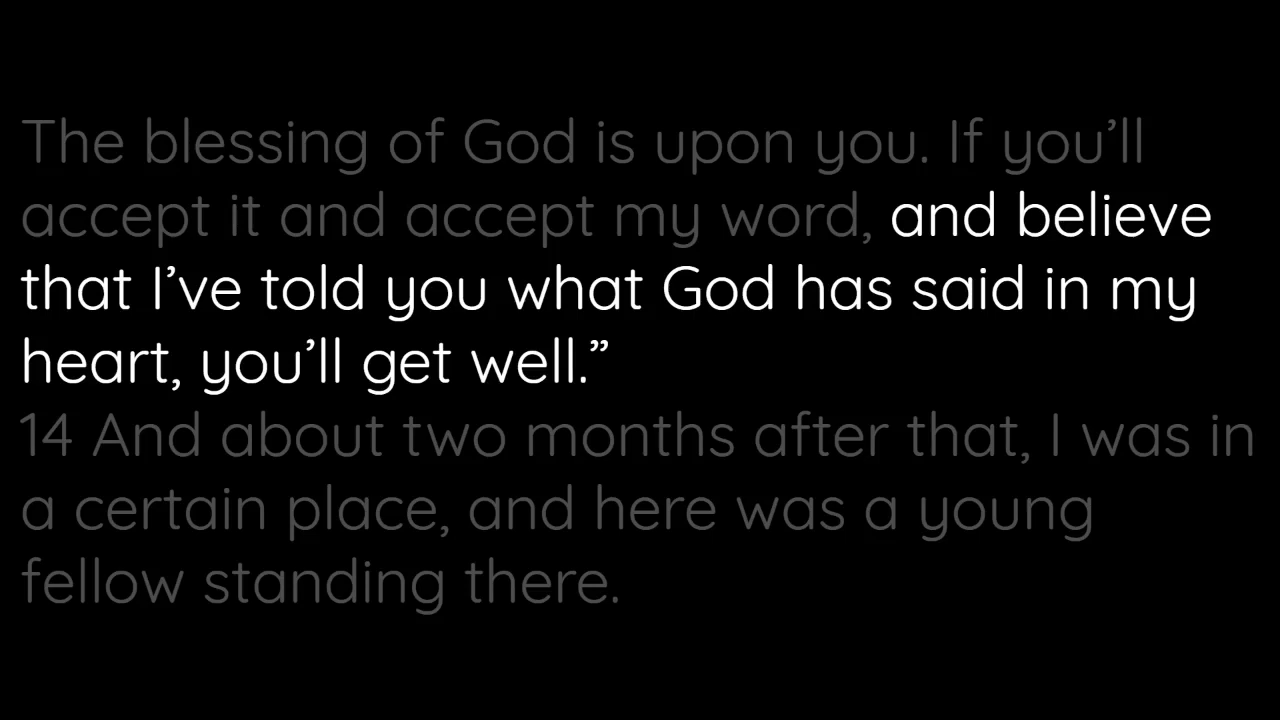 The blessing of God is upon you. If you’ll
accept it and accept my word, and believe
that I’ve told you what God has said in my
heart, you’ll get well.”
14 And about two months after that, I was in
a certain place, and here was a young
fellow standing there.